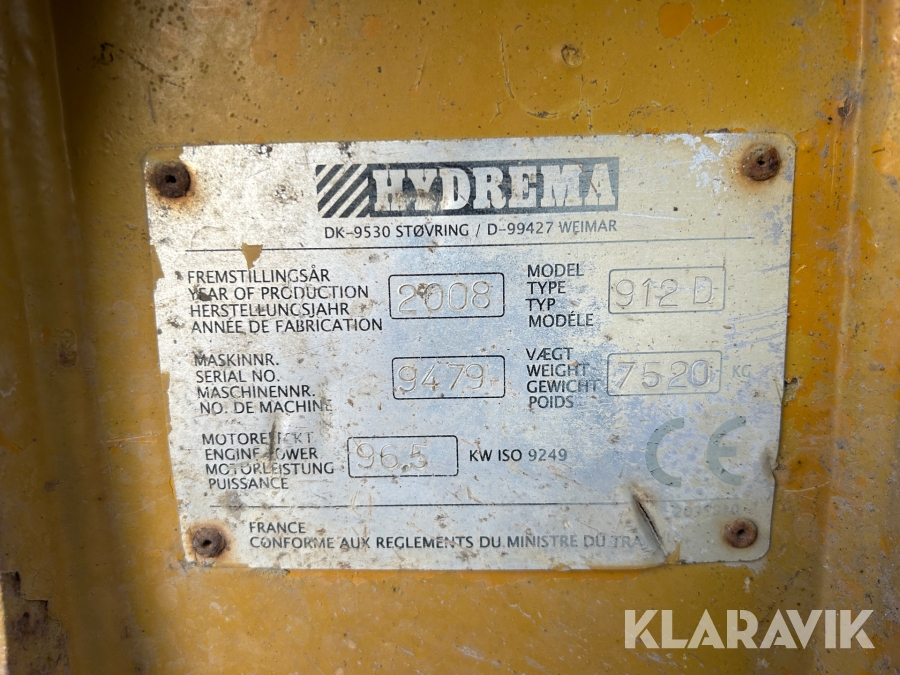 HYDREMA
DK-9530 STØVRING / D-99427 WEIMAR
FREMSTILLINGSÅR
YEAR OF PRODUCTION
HERSTELLUNGSJAHR
ANNÉE DE FABRICATION
2008
MODEL
TYPE
TYP
MODÉLE
912 D
MASKINNR.
SERIAL NO.
MASCHINENNR.
NO. DE MACHINE
9479
VÆGT
WEIGHT
GEWICHT
POIDS
7520 KG
MOTOREFFEKT
ENGINE POWER
MOTORLEISTUNG
PUISSANCE
96.5 KW ISO 9249
CE
FRANCE
CONFORME AUX REGLEMENTS DU MINISTRE DU TRA
KLARAVIK